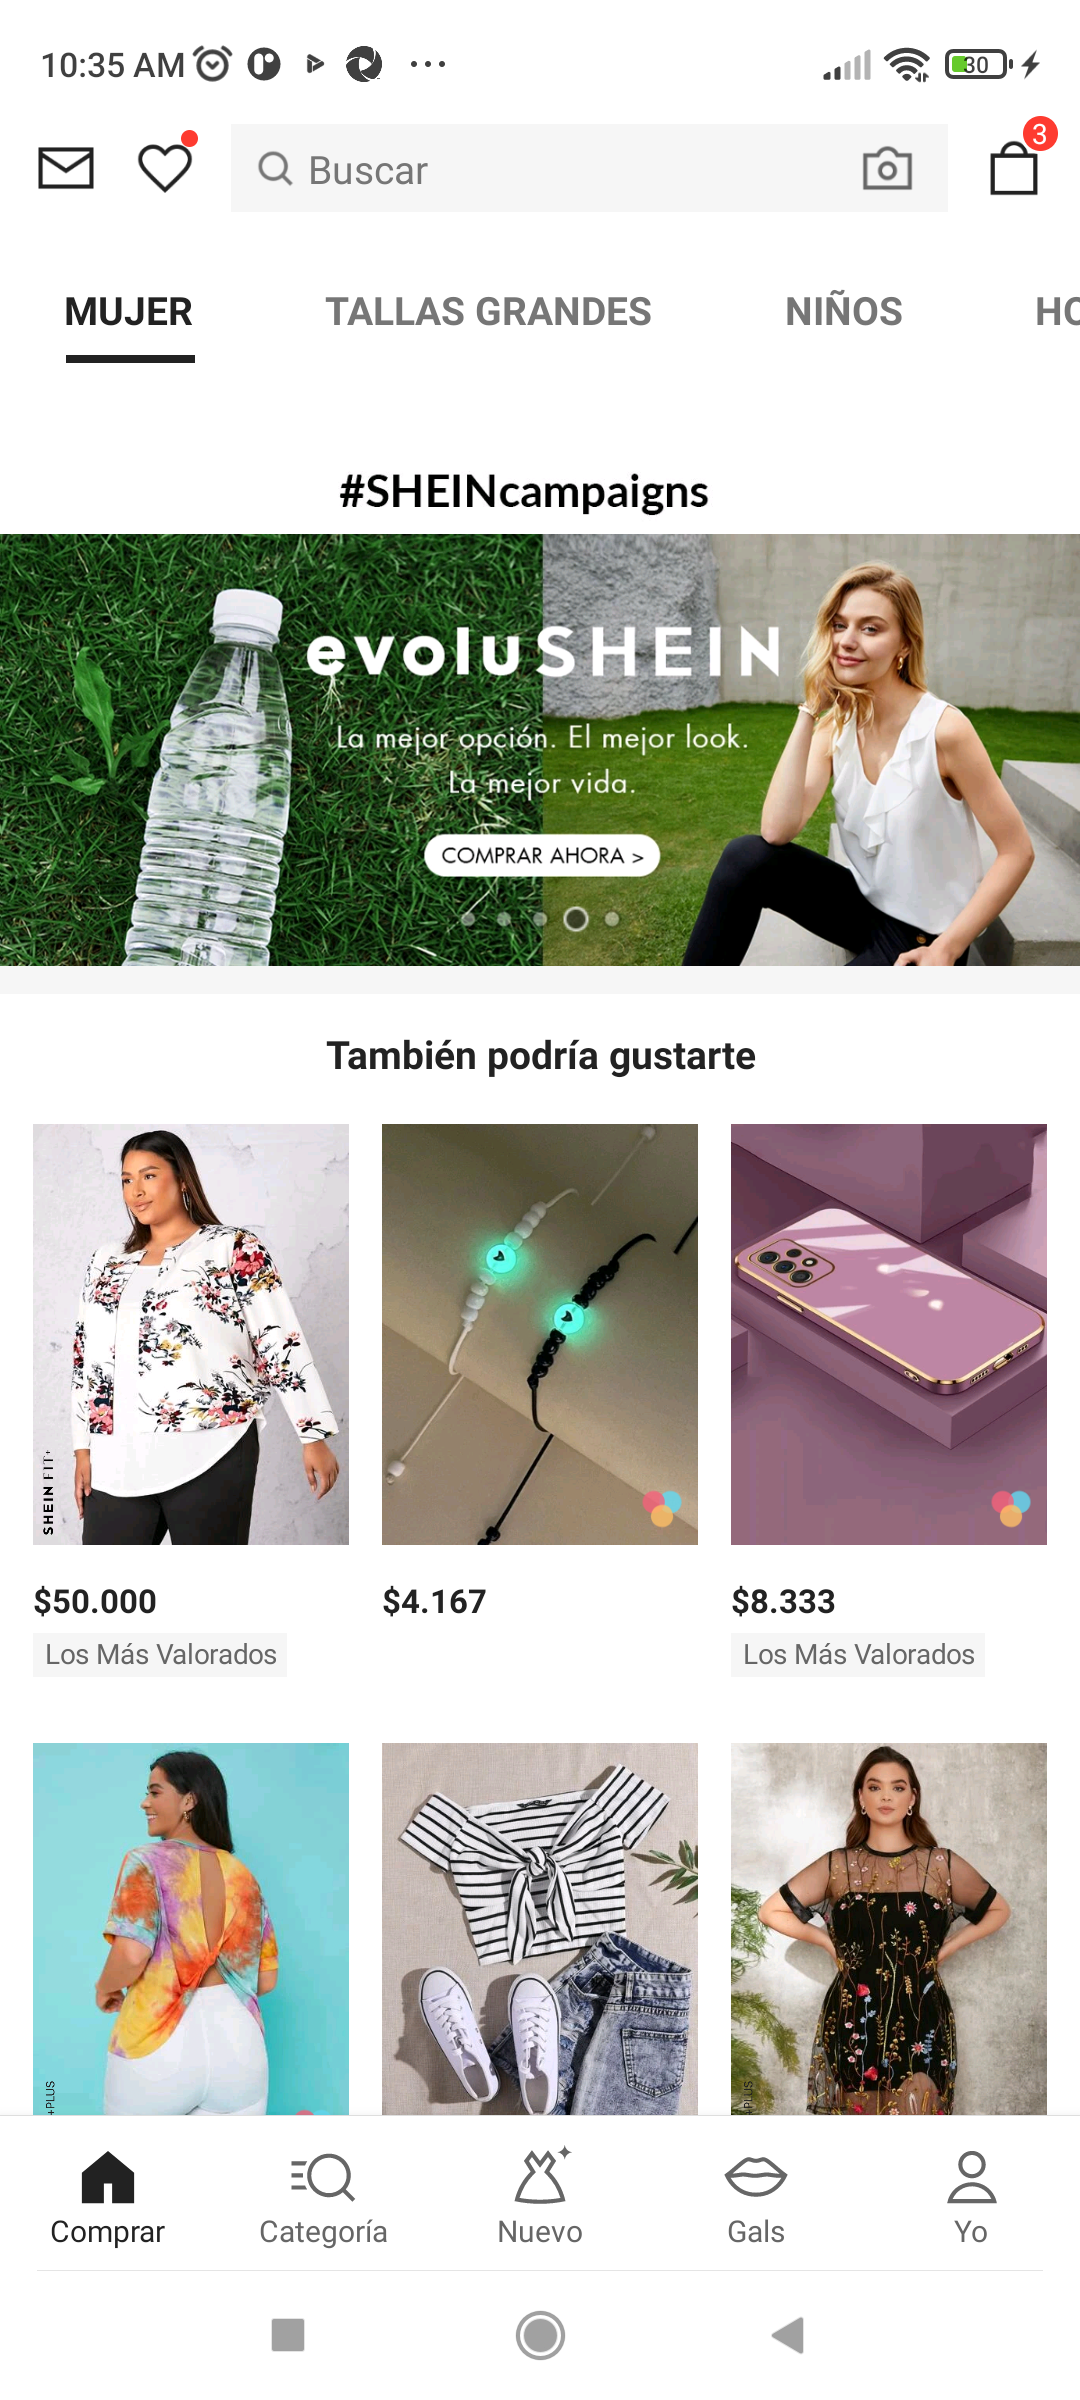 10:35 AM
30
3
Buscar
MUJER
TALLAS GRANDES
NIÑOS
HO
#SHEINcampaigns
evoluSHEIN
La mejor opción. El mejor look.
La mejor vida.
COMPRAR AHORA >
También podría gustarte
SHEIN FIT+
$50.000
Los Más Valorados
$4.167
$8.333
Los Más Valorados
+PLUS
+PLUS
Comprar
Categoría
Nuevo
Gals
Yo